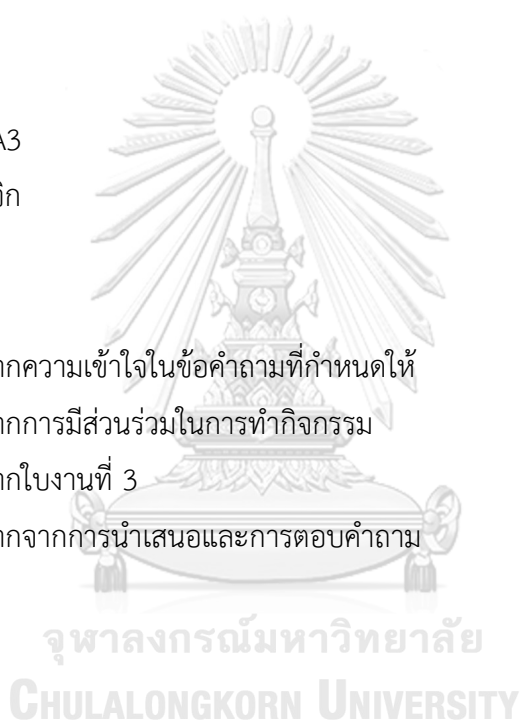 A3
ากความเข้าใจในข้อคำถามที่กำหนดให้
ากการมีส่วนร่วมในการทำกิจกรรม
ากใบงานที่ 3
ากจากการนำเสนอและการตอบคำถาม
จุฬาลงกรณ์มหาวิทยาลัย
CHULALONGKORN UNIVERSITY